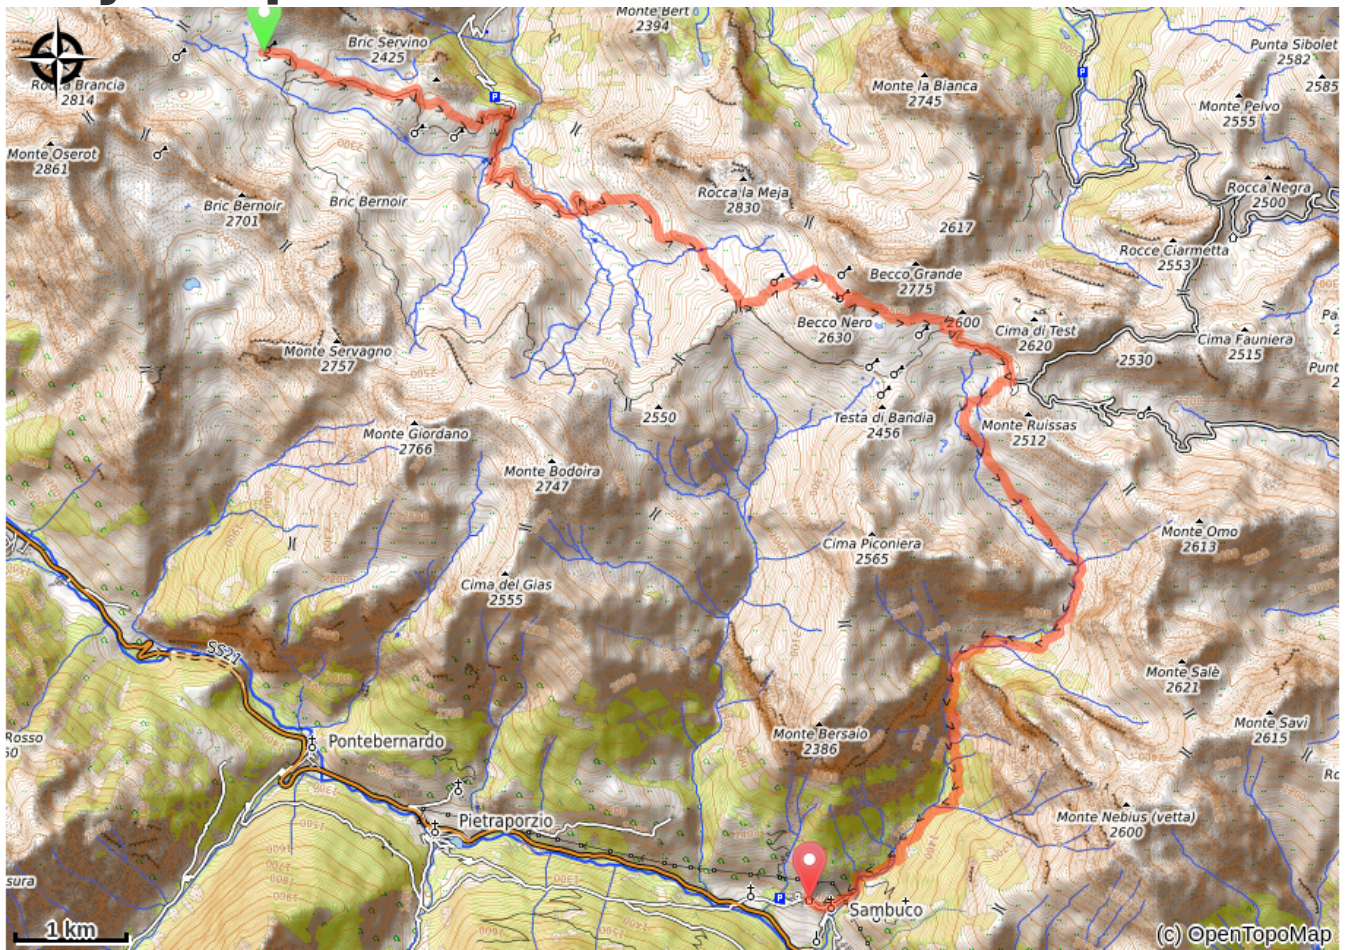 Monte Bert
2394
Bric Servino
2425
Punta Sibolet
2582
Rocca Brancia
2814
Monte la Bianca
2745
2585
Monte Pelvo
2555
Monte Oserot
2861
Bric Bernoir
2701
Bric Bernoir
Rocca la Meja
2830
Rocca Negra
2500
2617
Rocce Ciarmetta
2553
Becco Grande
2775
Becco Nero
2630
2600
Cima di Test
2620
Cima Fauniera
2515
Monte Servagno
2757
2530
Punt
2550
Testa di Bandia
2456
Monte Ruissas
2512
Monte Giordano
2766
Monte Bodoira
2747
Monte Omo
2613
Cima Piconiera
2565
Cima del Gias
2555
SS21
Monte Salè
2621
Monte Savi
2615
Rosso
Pontebernardo
Monte Bersaio
2386
Pietraporzio
Monte Nebius (vetta)
2600
sura
Sambuco
1 km
(c) OpenTopoMap